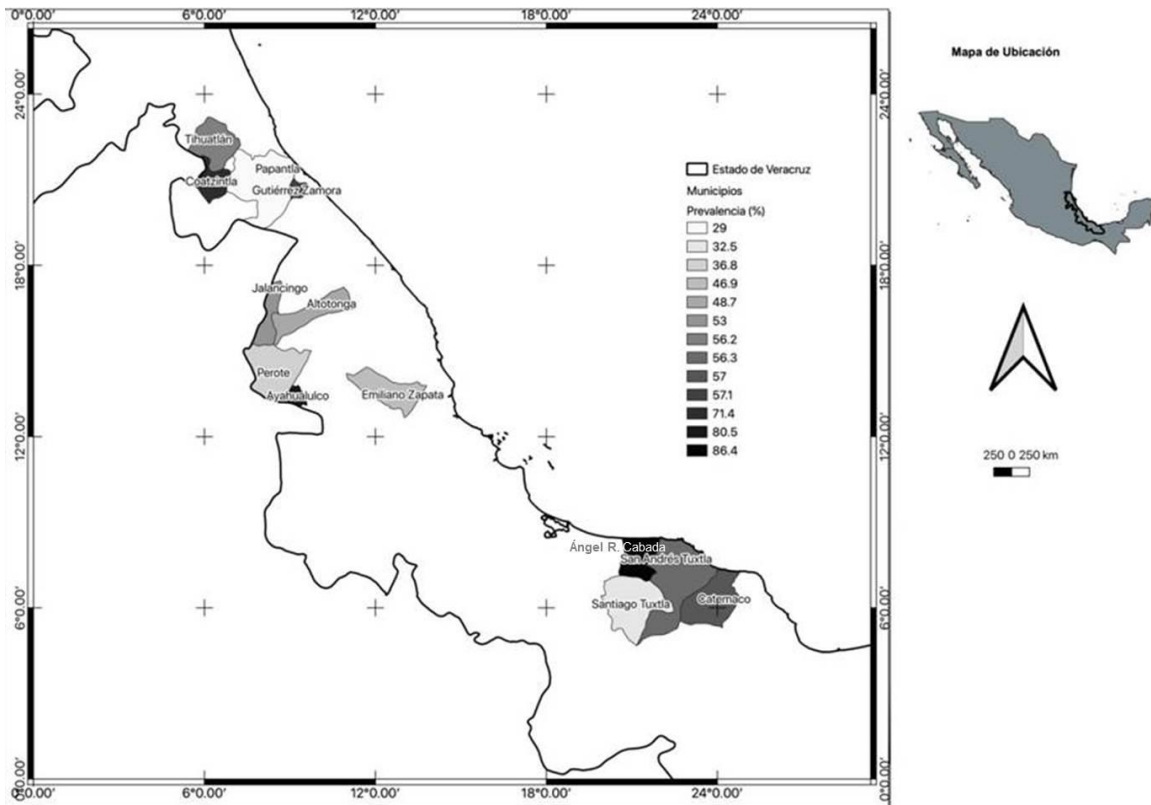 0°0.00'
6°0.00'
12°0.00'
18°0.00'
24°0.00'
Mapa de Ubicación
24°0.00'
24°0.00'
Tihuatlán
Papantla
Coatzintla
Gutiérrez Zamora
Estado de Veracruz
Municipios
Prevalencia (%)
29
32.5
36.8
46.9
48.7
53
56.2
56.3
57
57.1
71.4
80.5
86.4
18°0.00'
18°0.00'
Jalancingo
Altotonga
Perote
Ayahualulco
Emiliano Zapata
12°0.00'
12°0.00'
250 0 250 km
Ángel R. Cabada
San Andrés Tuxtla
Santiago Tuxtla
Catemaco
6°0.00'
6°0.00'
0°0.00'
0°0.00'
0°0.00'
6°0.00'
12°0.00'
18°0.00'
24°0.00'